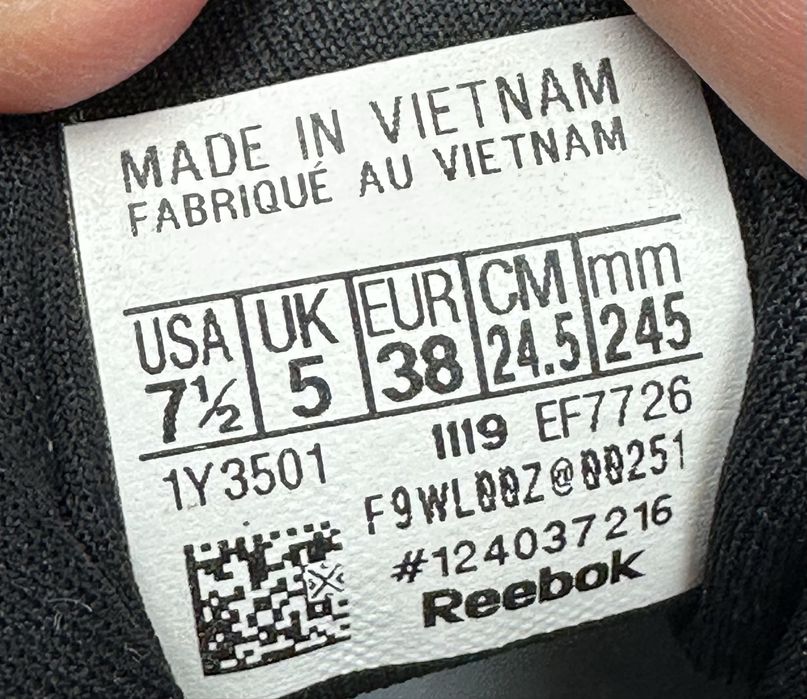 MADE IN VIETNAM
FABRIQUÉ AU VIETNAM
USA UK EUR CM mm
7½ 5 38 24.5 245
1Y3501 1119 EF7726
F9WL00Z@00251
#124037216
Reebok